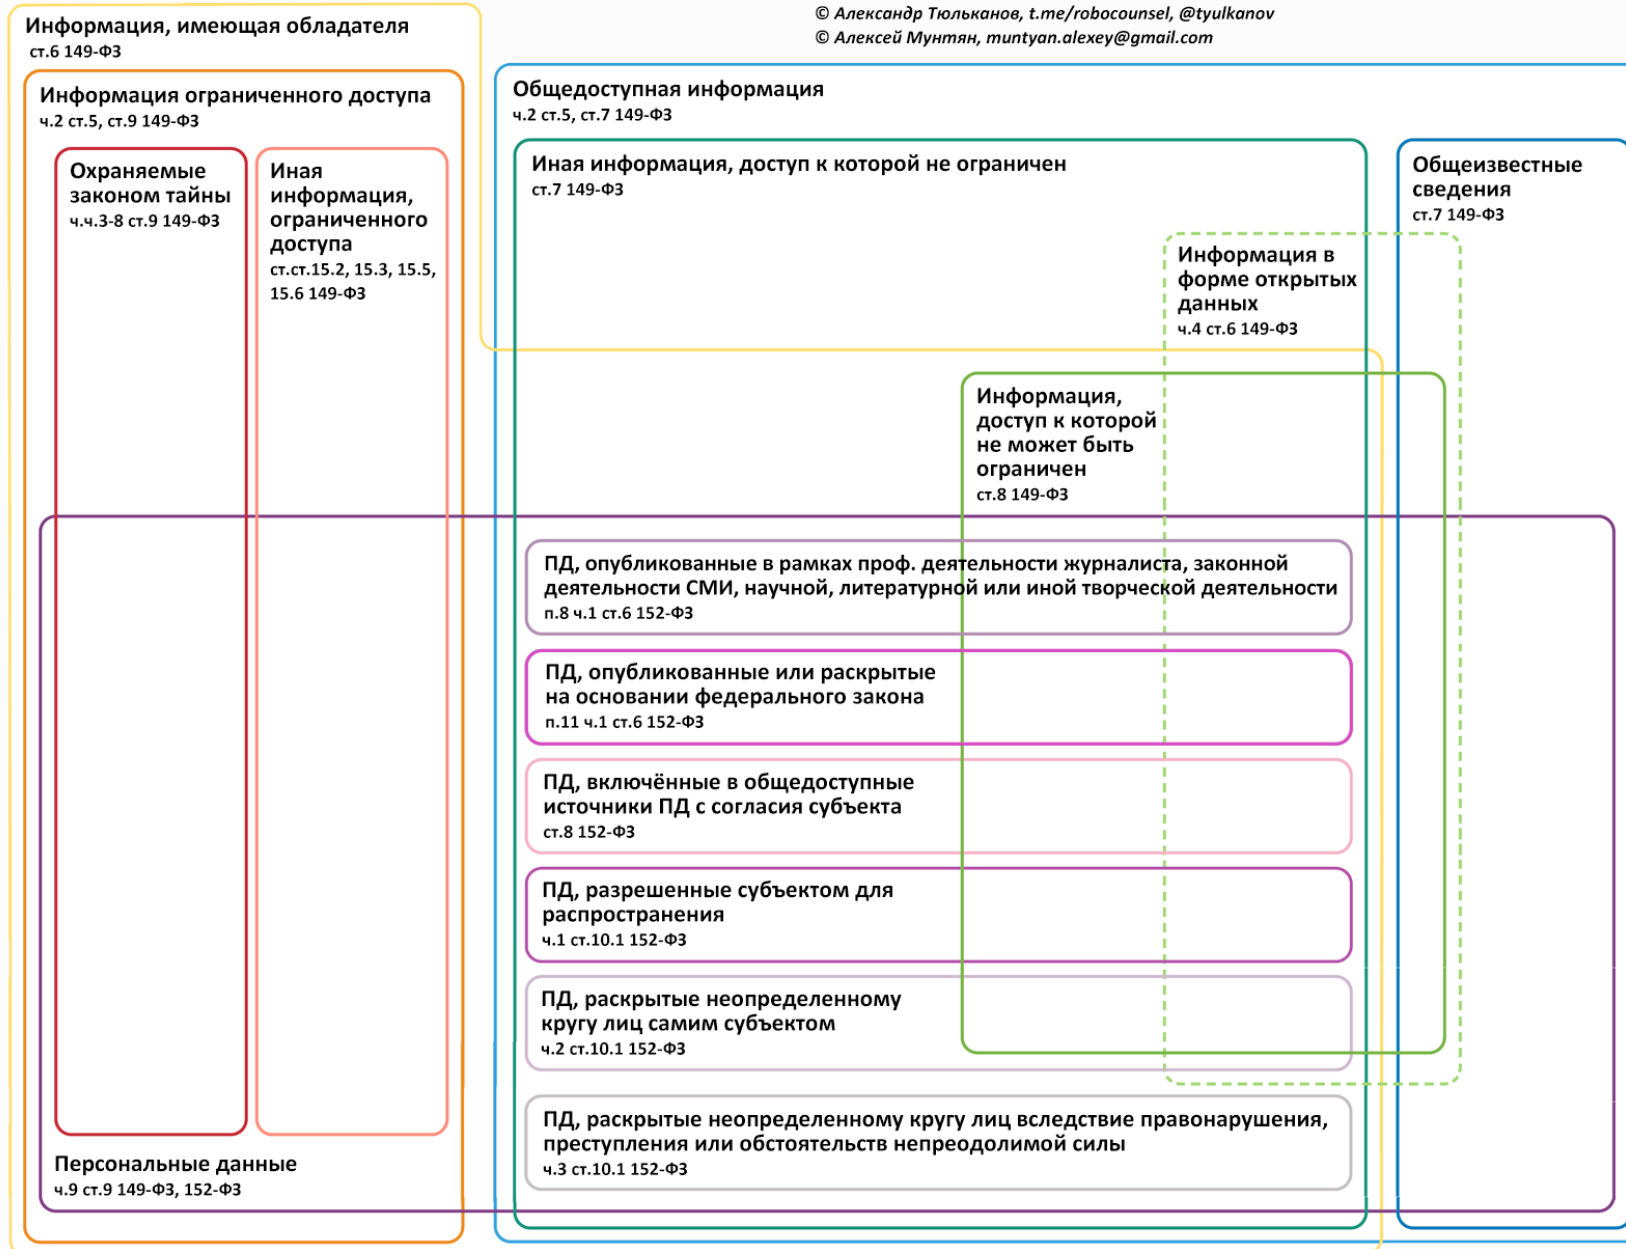 © Александр Тюльканов, t.me/robocounsel, @tyulkanov
© Алексей Мунтян, muntyan.alexey@gmail.com
Информация, имеющая обладателя
ст.6 149-ФЗ
Информация ограниченного доступа
ч.2 ст.5, ст.9 149-ФЗ
Охраняемые
законом тайны
ч.ч.3-8 ст.9 149-ФЗ
Иная
информация,
ограниченного
доступа
ст.ст.15.2, 15.3, 15.5,
15.6 149-ФЗ
Общедоступная информация
ч.2 ст.5, ст.7 149-ФЗ
Иная информация, доступ к которой не ограничен
ст.7 149-ФЗ
Общеизвестные
сведения
ст.7 149-ФЗ
Информация в
форме открытых
данных
ч.4 ст.6 149-ФЗ
Информация,
доступ к которой
не может быть
ограничен
ст.8 149-ФЗ
ПД, опубликованные в рамках проф. деятельности журналиста, законной
деятельности СМИ, научной, литературной или иной творческой деятельности
п.8 ч.1 ст.6 152-ФЗ
ПД, опубликованные или раскрытые
на основании федерального закона
п.11 ч.1 ст.6 152-ФЗ
ПД, включённые в общедоступные
источники ПД с согласия субъекта
ст.8 152-ФЗ
ПД, разрешенные субъектом для
распространения
ч.1 ст.10.1 152-ФЗ
ПД, раскрытые неопределенному
кругу лиц самим субъектом
ч.2 ст.10.1 152-ФЗ
ПД, раскрытые неопределенному кругу лиц вследствие правонарушения,
преступления или обстоятельств непреодолимой силы
ч.3 ст.10.1 152-ФЗ
Персональные данные
ч.9 ст.9 149-ФЗ, 152-ФЗ